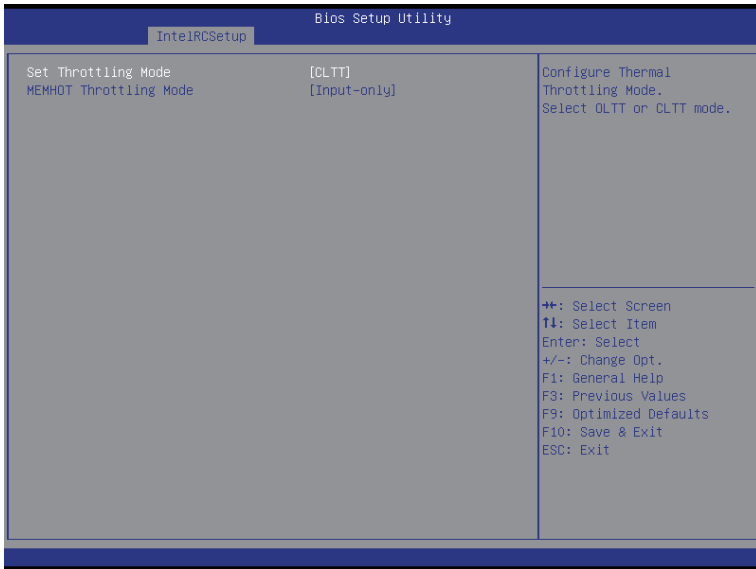 Bios Setup Utility
IntelRCSetup
Set Throttling Mode [CLTT]
MEMHOT Throttling Mode [Input-only]
Configure Thermal
Throttling Mode.
Select OLTT or CLTT mode.
→←: Select Screen
↑↓: Select Item
Enter: Select
+/-: Change Opt.
F1: General Help
F3: Previous Values
F9: Optimized Defaults
F10: Save & Exit
ESC: Exit